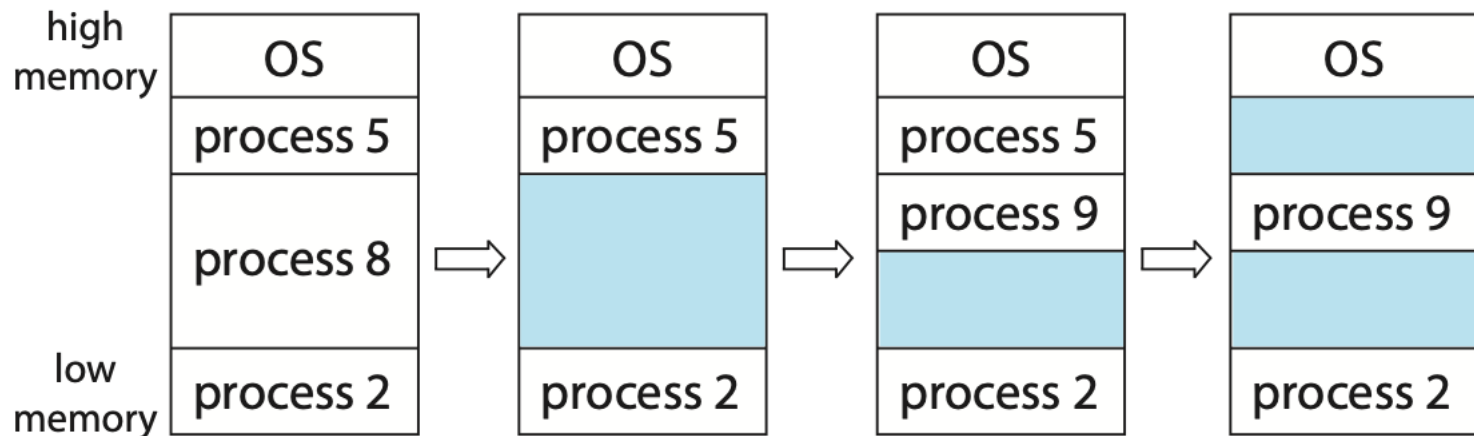 high
memory
OS
process 5
process 8
process 2
OS
process 5
process 2
OS
process 5
process 9
process 2
OS
process 9
process 2
low
memory